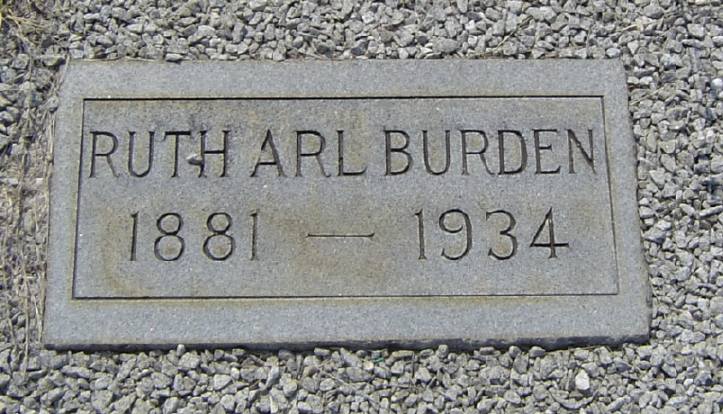 RUTH ARL BURDEN
1881 — 1934